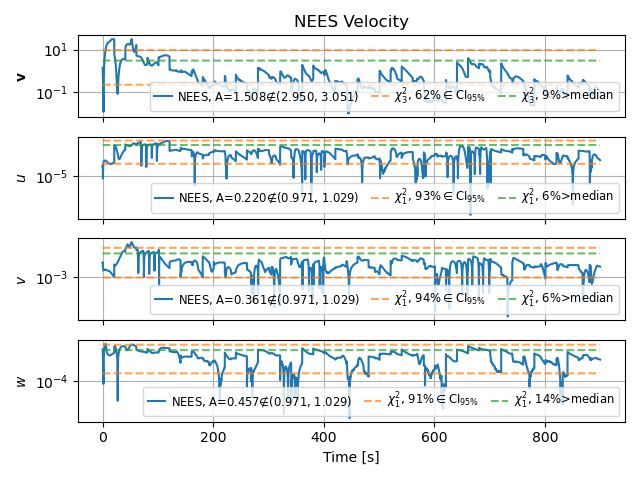 NEES Velocity
v
10¹
10⁻¹
NEES, A=1.508∉(2.950, 3.051) χ²₃, 62%∈CI₉₅% χ²₃, 9%>median
u
10⁻⁵
NEES, A=0.220∉(0.971, 1.029) χ²₁, 93%∈CI₉₅% χ²₁, 6%>median
v
10⁻³
NEES, A=0.361∉(0.971, 1.029) χ²₁, 94%∈CI₉₅% χ²₁, 6%>median
w
10⁻⁴
NEES, A=0.457∉(0.971, 1.029) χ²₁, 91%∈CI₉₅% χ²₁, 14%>median
0 200 400 600 800
Time [s]